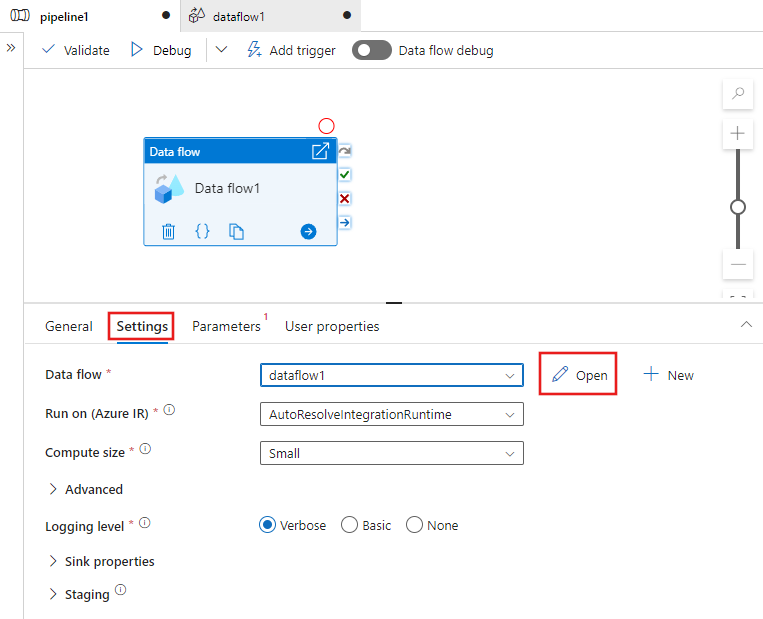 pipeline1
dataflow1
Validate
Debug
Add trigger
Data flow debug
Data flow
Data flow1
General
Settings
Parameters 1
User properties
Data flow *
dataflow1
Open
New
Run on (Azure IR) *
AutoResolveIntegrationRuntime
Compute size *
Small
Advanced
Logging level *
Verbose
Basic
None
Sink properties
Staging